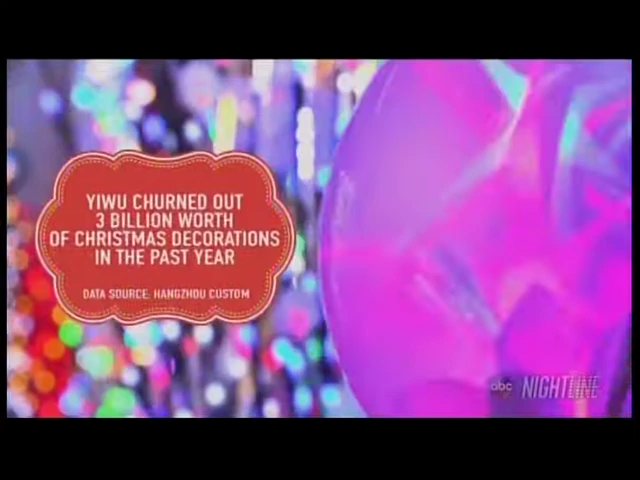 YIWU CHURNED OUT
3 BILLION WORTH
OF CHRISTMAS DECORATIONS
IN THE PAST YEAR
DATA SOURCE: HANGZHOU CUSTOM
abc NIGHTLINE